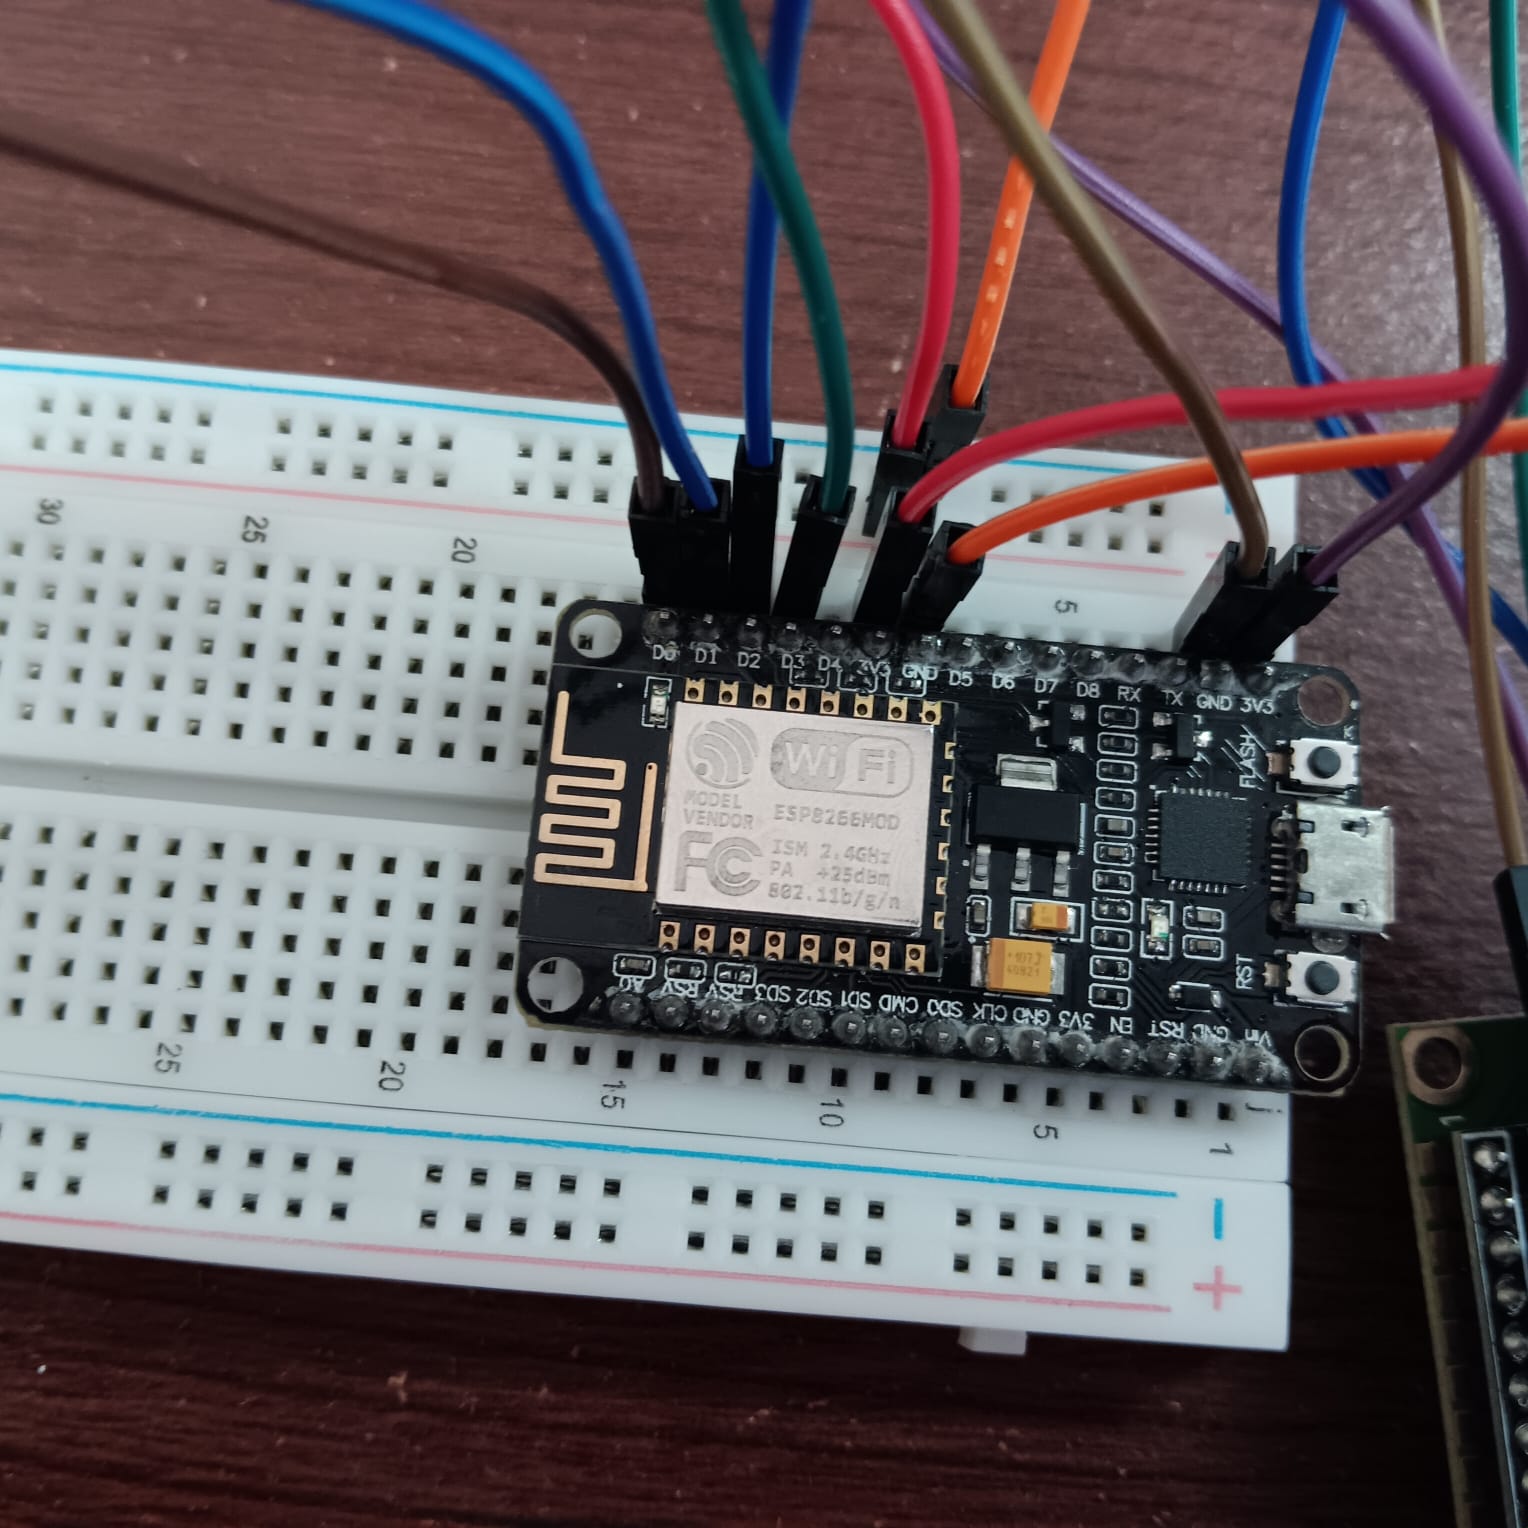 30
25
20
5
D0 D1 D2 D3 D4 3V3 GND D5 D6 D7 D8 RX TX GND 3V3
FLASH
WiFi
MODEL
VENDOR
ESP8266MOD
FC
ISM 2.4GHz
PA +25dBm
802.11b/g/n
107J
RST
A0 RSV RSV SD3 SD2 SD1 CMD SD0 CLK GND 3V3 EN RST GND Vin
25
20
15
10
5
1
j
-
+